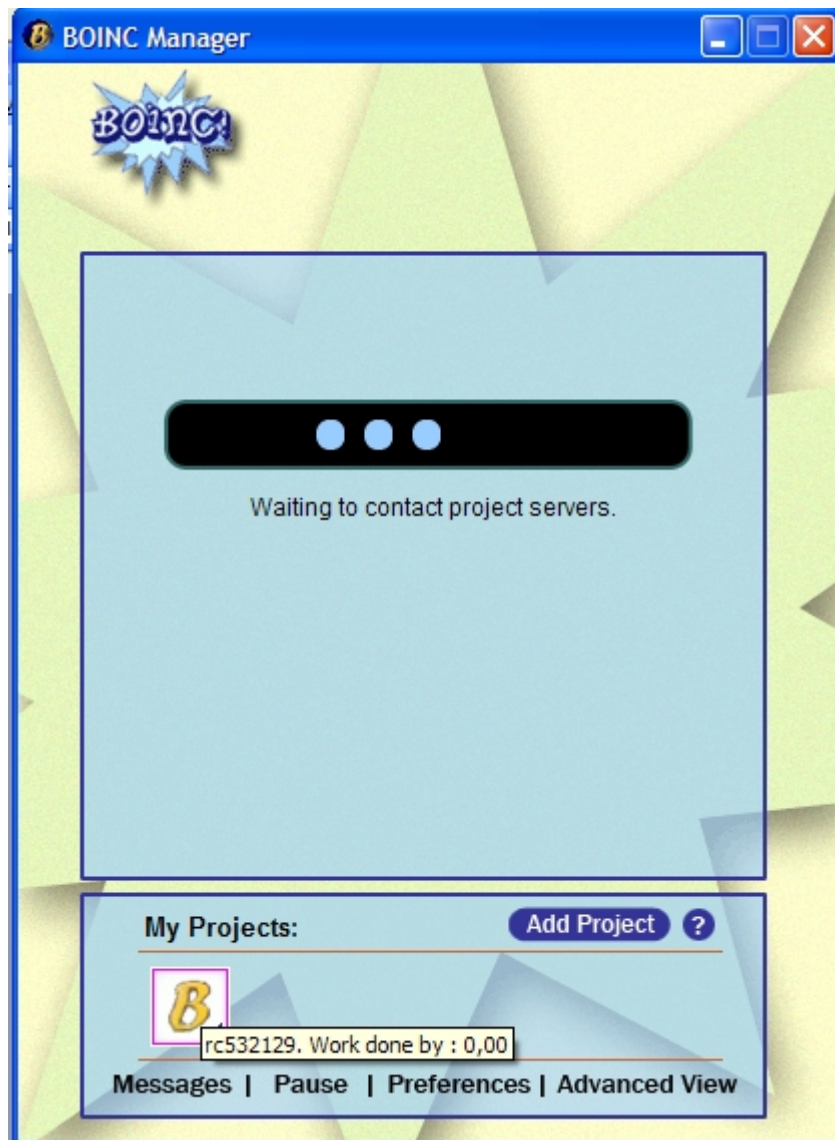 BOINC Manager
BOINC!
Waiting to contact project servers.
My Projects:
Add Project ?
B
rc532129. Work done by : 0,00
Messages | Pause | Preferences | Advanced View